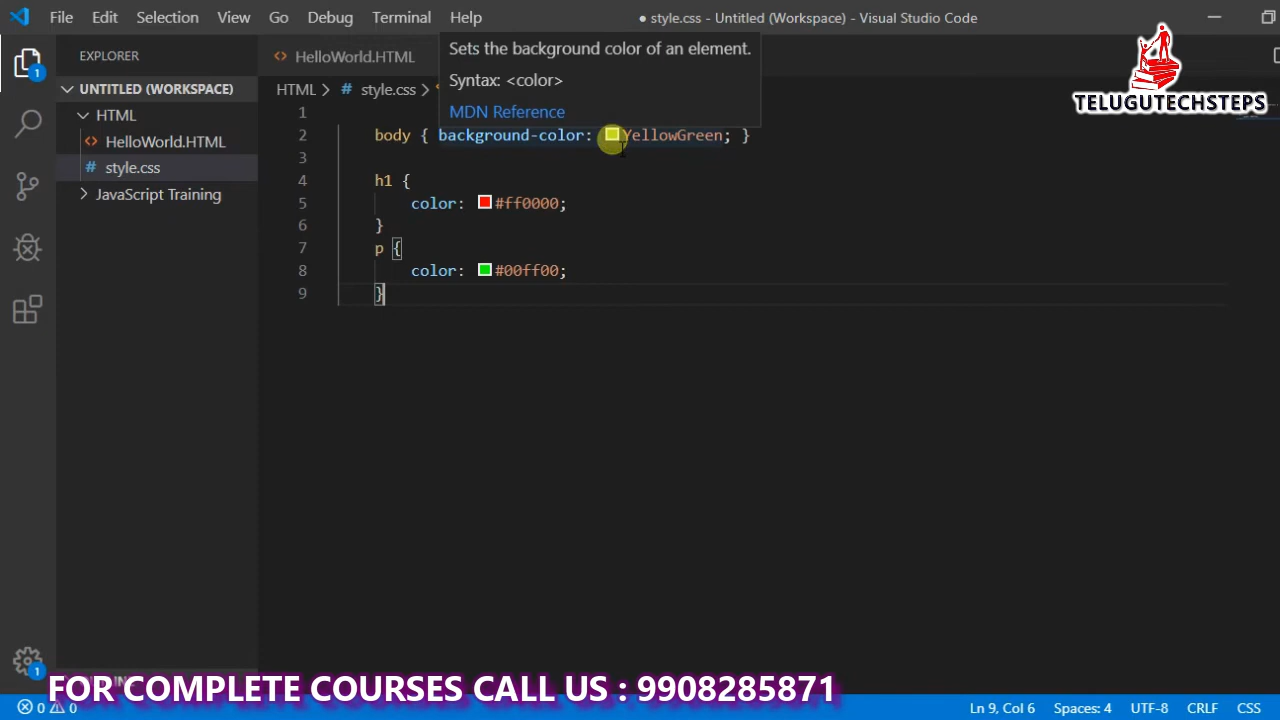 File Edit Selection View Go Debug Terminal Help
● style.css - Untitled (Workspace) - Visual Studio Code
TELUGUTECHSTEPS
EXPLORER
UNTITLED (WORKSPACE)
HTML
HelloWorld.HTML
style.css
JavaScript Training
HelloWorld.HTML
Sets the background color of an element.
Syntax: <color>
MDN Reference
HTML > # style.css >
1
2 body { background-color: YellowGreen; }
3
4 h1 {
5 color: #ff0000;
6 }
7 p {
8 color: #00ff00;
9 }
1
1
FOR COMPLETE COURSES CALL US : 9908285871
0 0 Ln 9, Col 6 Spaces: 4 UTF-8 CRLF CSS